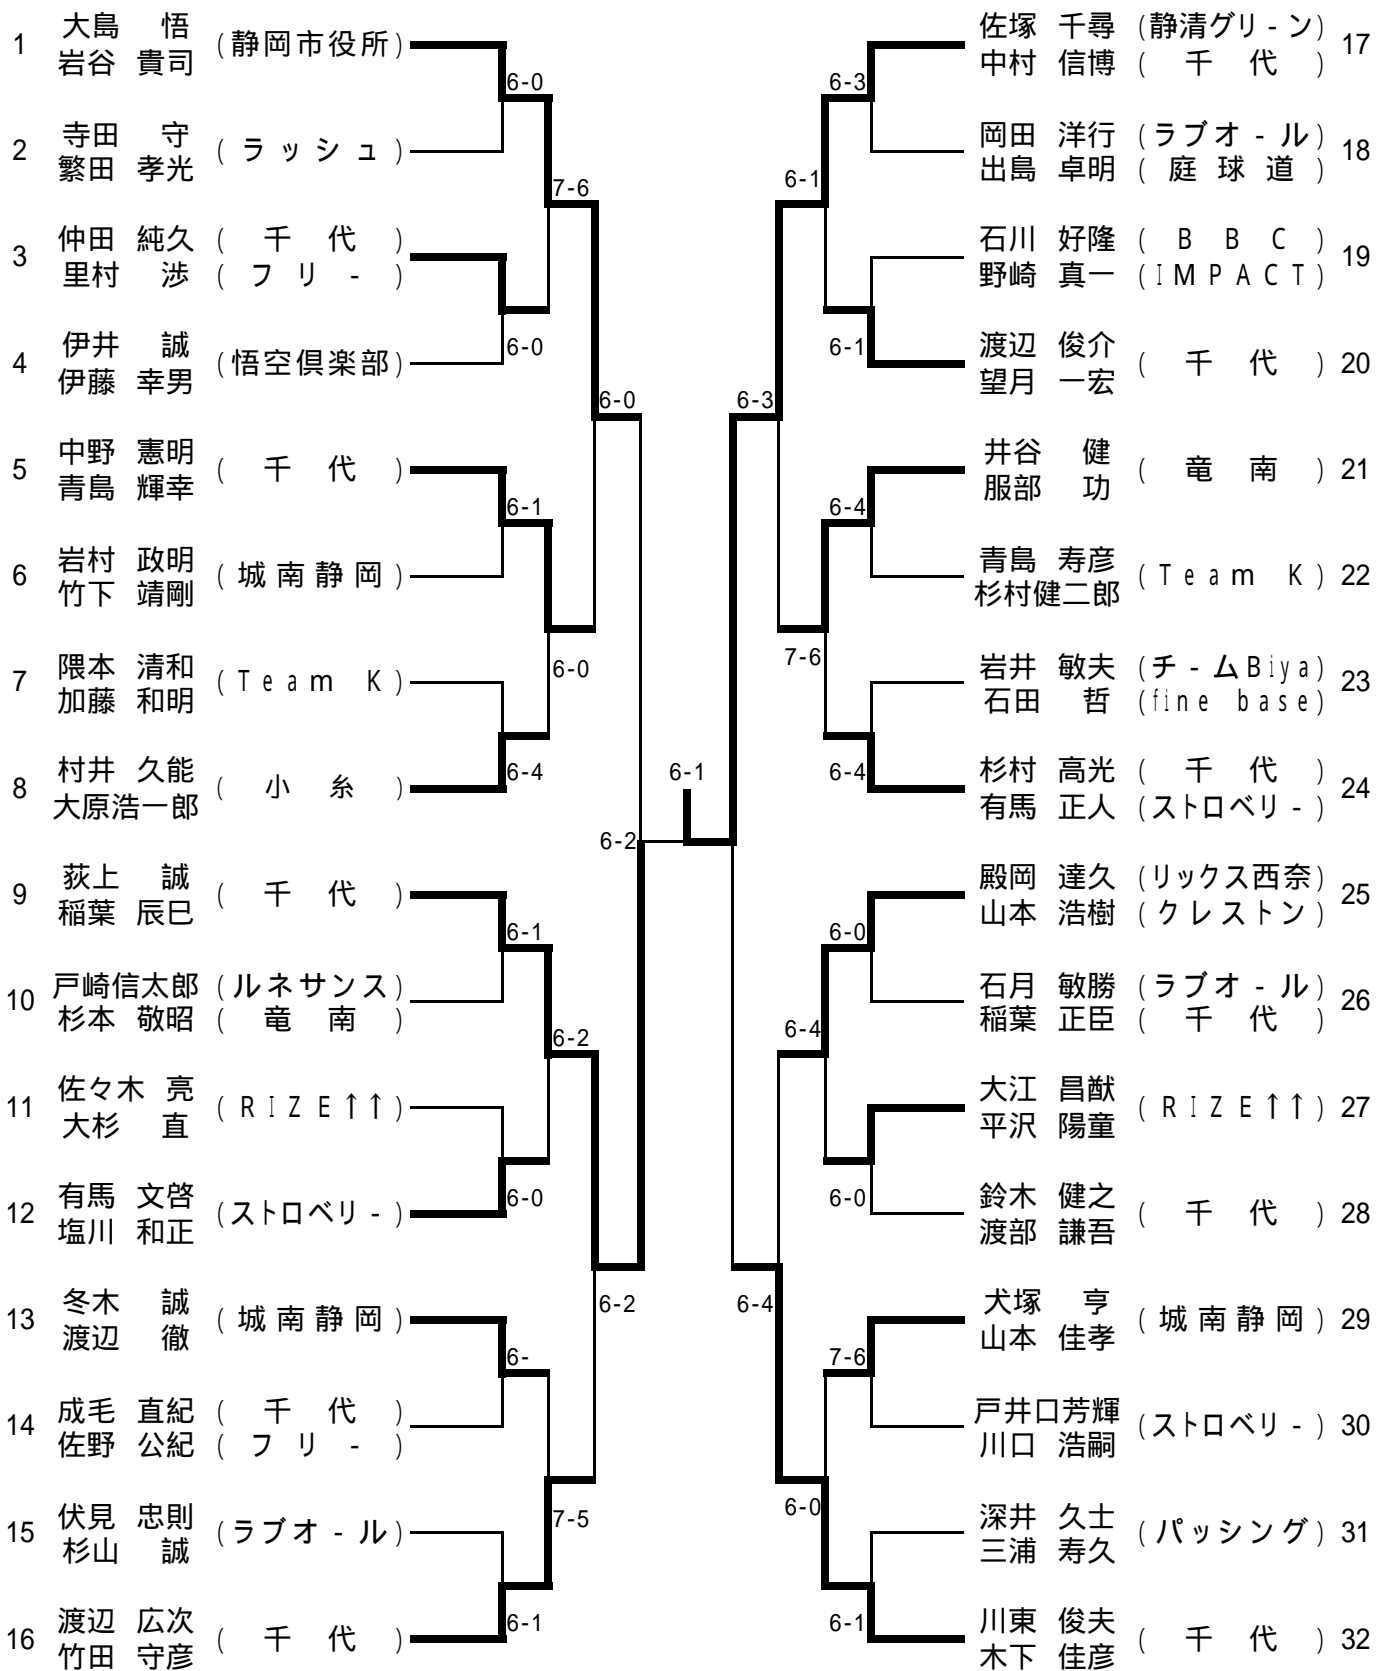 1 大島 悟 (静岡市役所)
岩谷 貴司
2 寺田 守 (ラッシュ)
繁田 孝光
3 仲田 純久 (千代)
里村 渉 (フリ-)
4 伊井 誠 (悟空倶楽部)
伊藤 幸男
5 中野 憲明 (千代)
青島 輝幸
6 岩村 政明 (城南静岡)
竹下 靖剛
7 隈本 清和 (Team K)
加藤 和明
8 村井 久能 (小糸)
大原浩一郎
9 荻上 誠 (千代)
稲葉 辰巳
10 戸崎信太郎 (ルネサンス)
杉本 敬昭 (竜南)
11 佐々木 亮 (RIZE↑↑)
大杉 直
12 有馬 文啓 (ストロベリ-)
塩川 和正
13 冬木 誠 (城南静岡)
渡辺 徹
14 成毛 直紀 (千代)
佐野 公紀 (フリ-)
15 伏見 忠則 (ラブオ-ル)
杉山 誠
16 渡辺 広次 (千代)
竹田 守彦
6-0
6-0
6-1
6-4
6-1
6-0
6-
6-1
7-6
6-0
6-2
7-5
6-0
6-2
6-2
6-1
6-3
6-4
6-1
7-6
6-4
6-0
6-3
6-1
6-4
6-4
6-0
6-0
7-6
6-1
佐塚 千尋 (静清グリ-ン) 17
中村 信博 (千代)
岡田 洋行 (ラブオ-ル) 18
出島 卓明 (庭球道)
石川 好隆 (BBC) 19
野崎 真一 (IMPACT)
渡辺 俊介 (千代) 20
望月 一宏
井谷 健 (竜南) 21
服部 功
青島 寿彦 (Team K) 22
杉村健二郎
岩井 敏夫 (チ-ムBiya) 23
石田 哲 (fine base)
杉村 高光 (千代) 24
有馬 正人 (ストロベリ-)
殿岡 達久 (リックス西奈) 25
山本 浩樹 (クレストン)
石月 敏勝 (ラブオ-ル) 26
稲葉 正臣 (千代)
大江 昌猷 (RIZE↑↑) 27
平沢 陽童
鈴木 健之 (千代) 28
渡部 謙吾
犬塚 亨 (城南静岡) 29
山本 佳孝
戸井口芳輝 (ストロベリ-) 30
川口 浩嗣
深井 久士 (パッシング) 31
三浦 寿久
川東 俊夫 (千代) 32
木下 佳彦